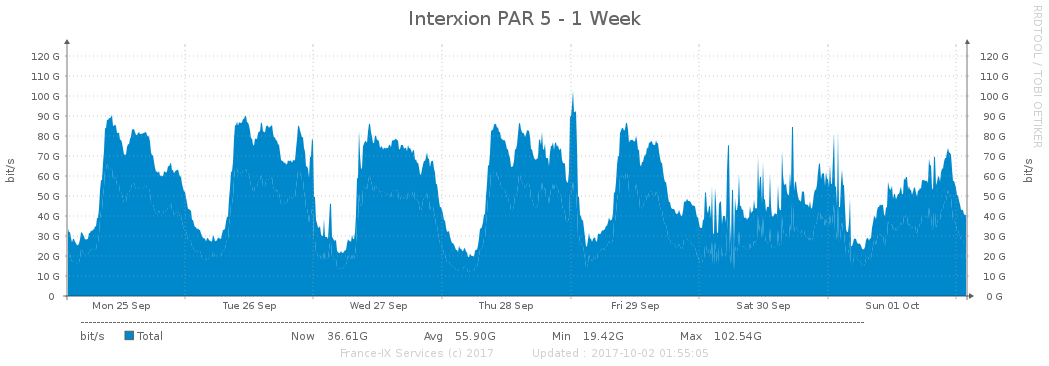 Interxion PAR 5 - 1 Week
RRDTOOL / TOBI OETIKER
bit/s
120 G
110 G
100 G
90 G
80 G
70 G
60 G
50 G
40 G
30 G
20 G
10 G
0
120 G
110 G
100 G
90 G
80 G
70 G
60 G
50 G
40 G
30 G
20 G
10 G
0 G
bit/s
Mon 25 Sep Tue 26 Sep Wed 27 Sep Thu 28 Sep Fri 29 Sep Sat 30 Sep Sun 01 Oct
bit/s Total Now 36.61G Avg 55.90G Min 19.42G Max 102.54G
France-IX Services (c) 2017 Updated : 2017-10-02 01:55:05